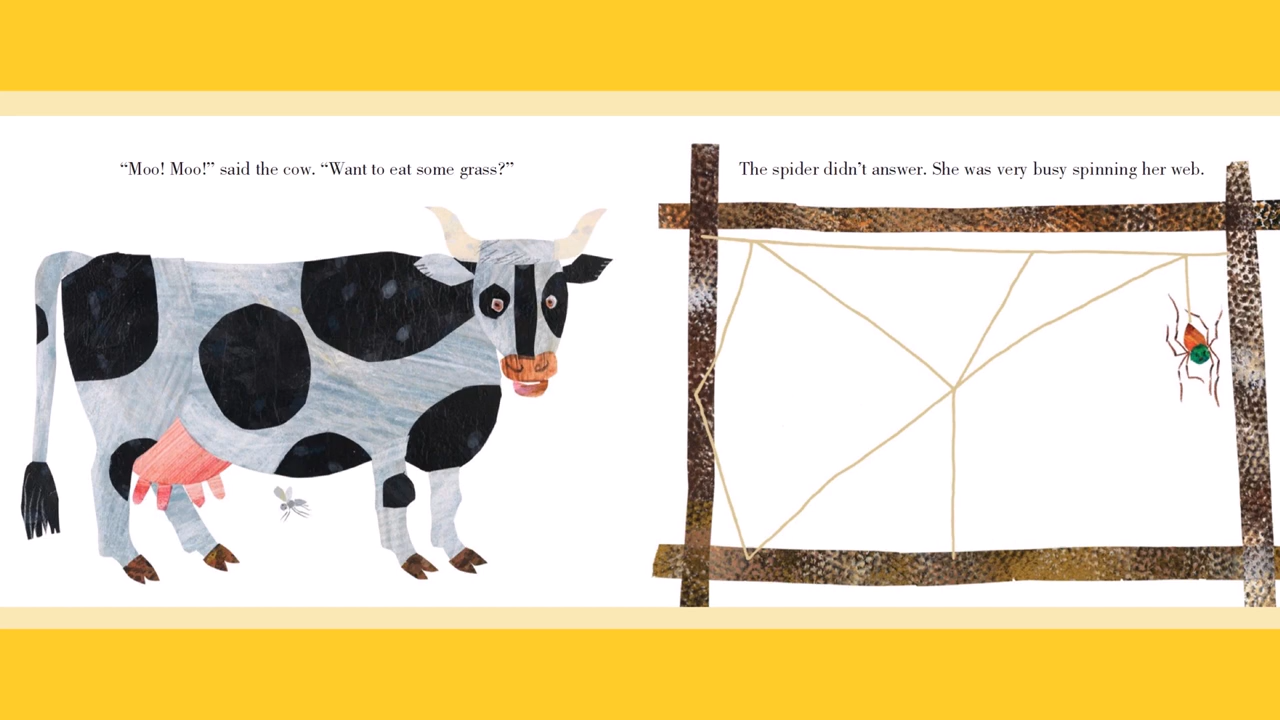 “Moo! Moo!” said the cow. “Want to eat some grass?”
The spider didn’t answer. She was very busy spinning her web.